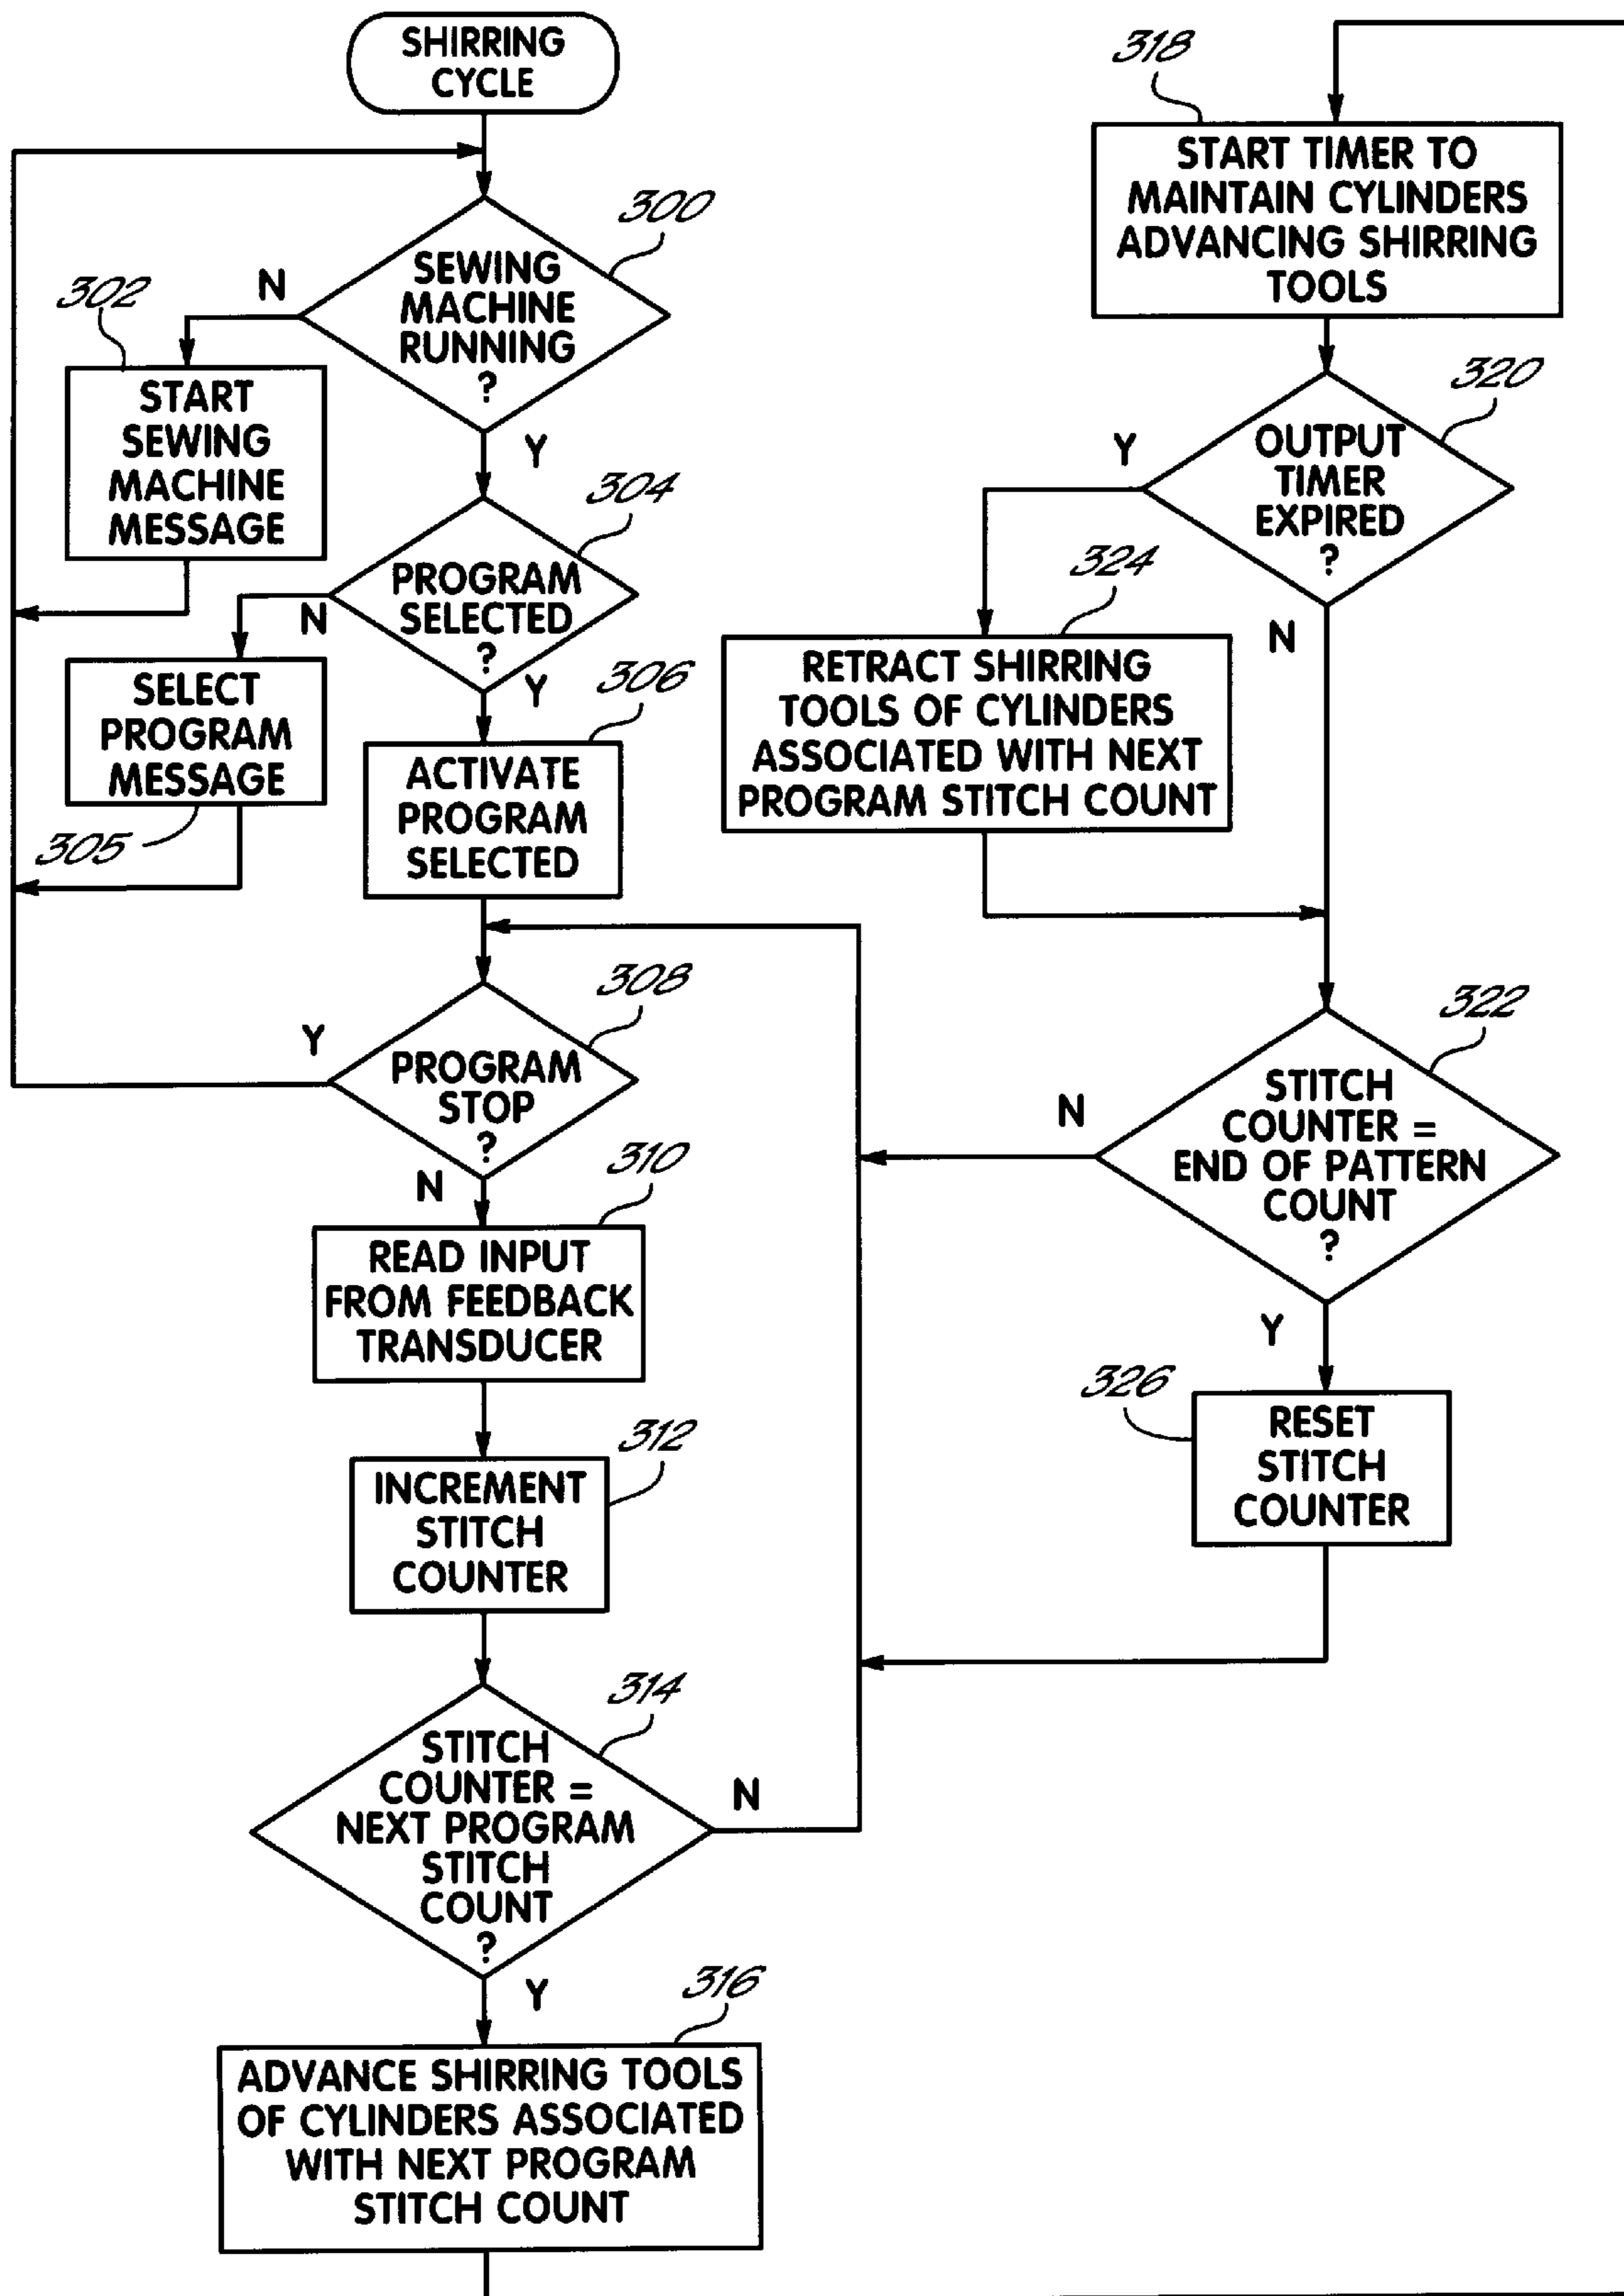 SHIRRING
CYCLE
300
SEWING
MACHINE
RUNNING
?
N
Y
302
START
SEWING
MACHINE
MESSAGE
304
PROGRAM
SELECTED
?
N
Y
SELECT
PROGRAM
MESSAGE
305
306
ACTIVATE
PROGRAM
SELECTED
308
PROGRAM
STOP
?
Y
N
310
READ INPUT
FROM FEEDBACK
TRANSDUCER
312
INCREMENT
STITCH
COUNTER
314
STITCH
COUNTER =
NEXT PROGRAM
STITCH
COUNT
?
N
Y
316
ADVANCE SHIRRING TOOLS
OF CYLINDERS ASSOCIATED
WITH NEXT PROGRAM
STITCH COUNT
318
START TIMER TO
MAINTAIN CYLINDERS
ADVANCING SHIRRING
TOOLS
320
OUTPUT
TIMER
EXPIRED
?
Y
N
324
RETRACT SHIRRING
TOOLS OF CYLINDERS
ASSOCIATED WITH NEXT
PROGRAM STITCH COUNT
322
STITCH
COUNTER =
END OF PATTERN
COUNT
?
N
Y
326
RESET
STITCH
COUNTER